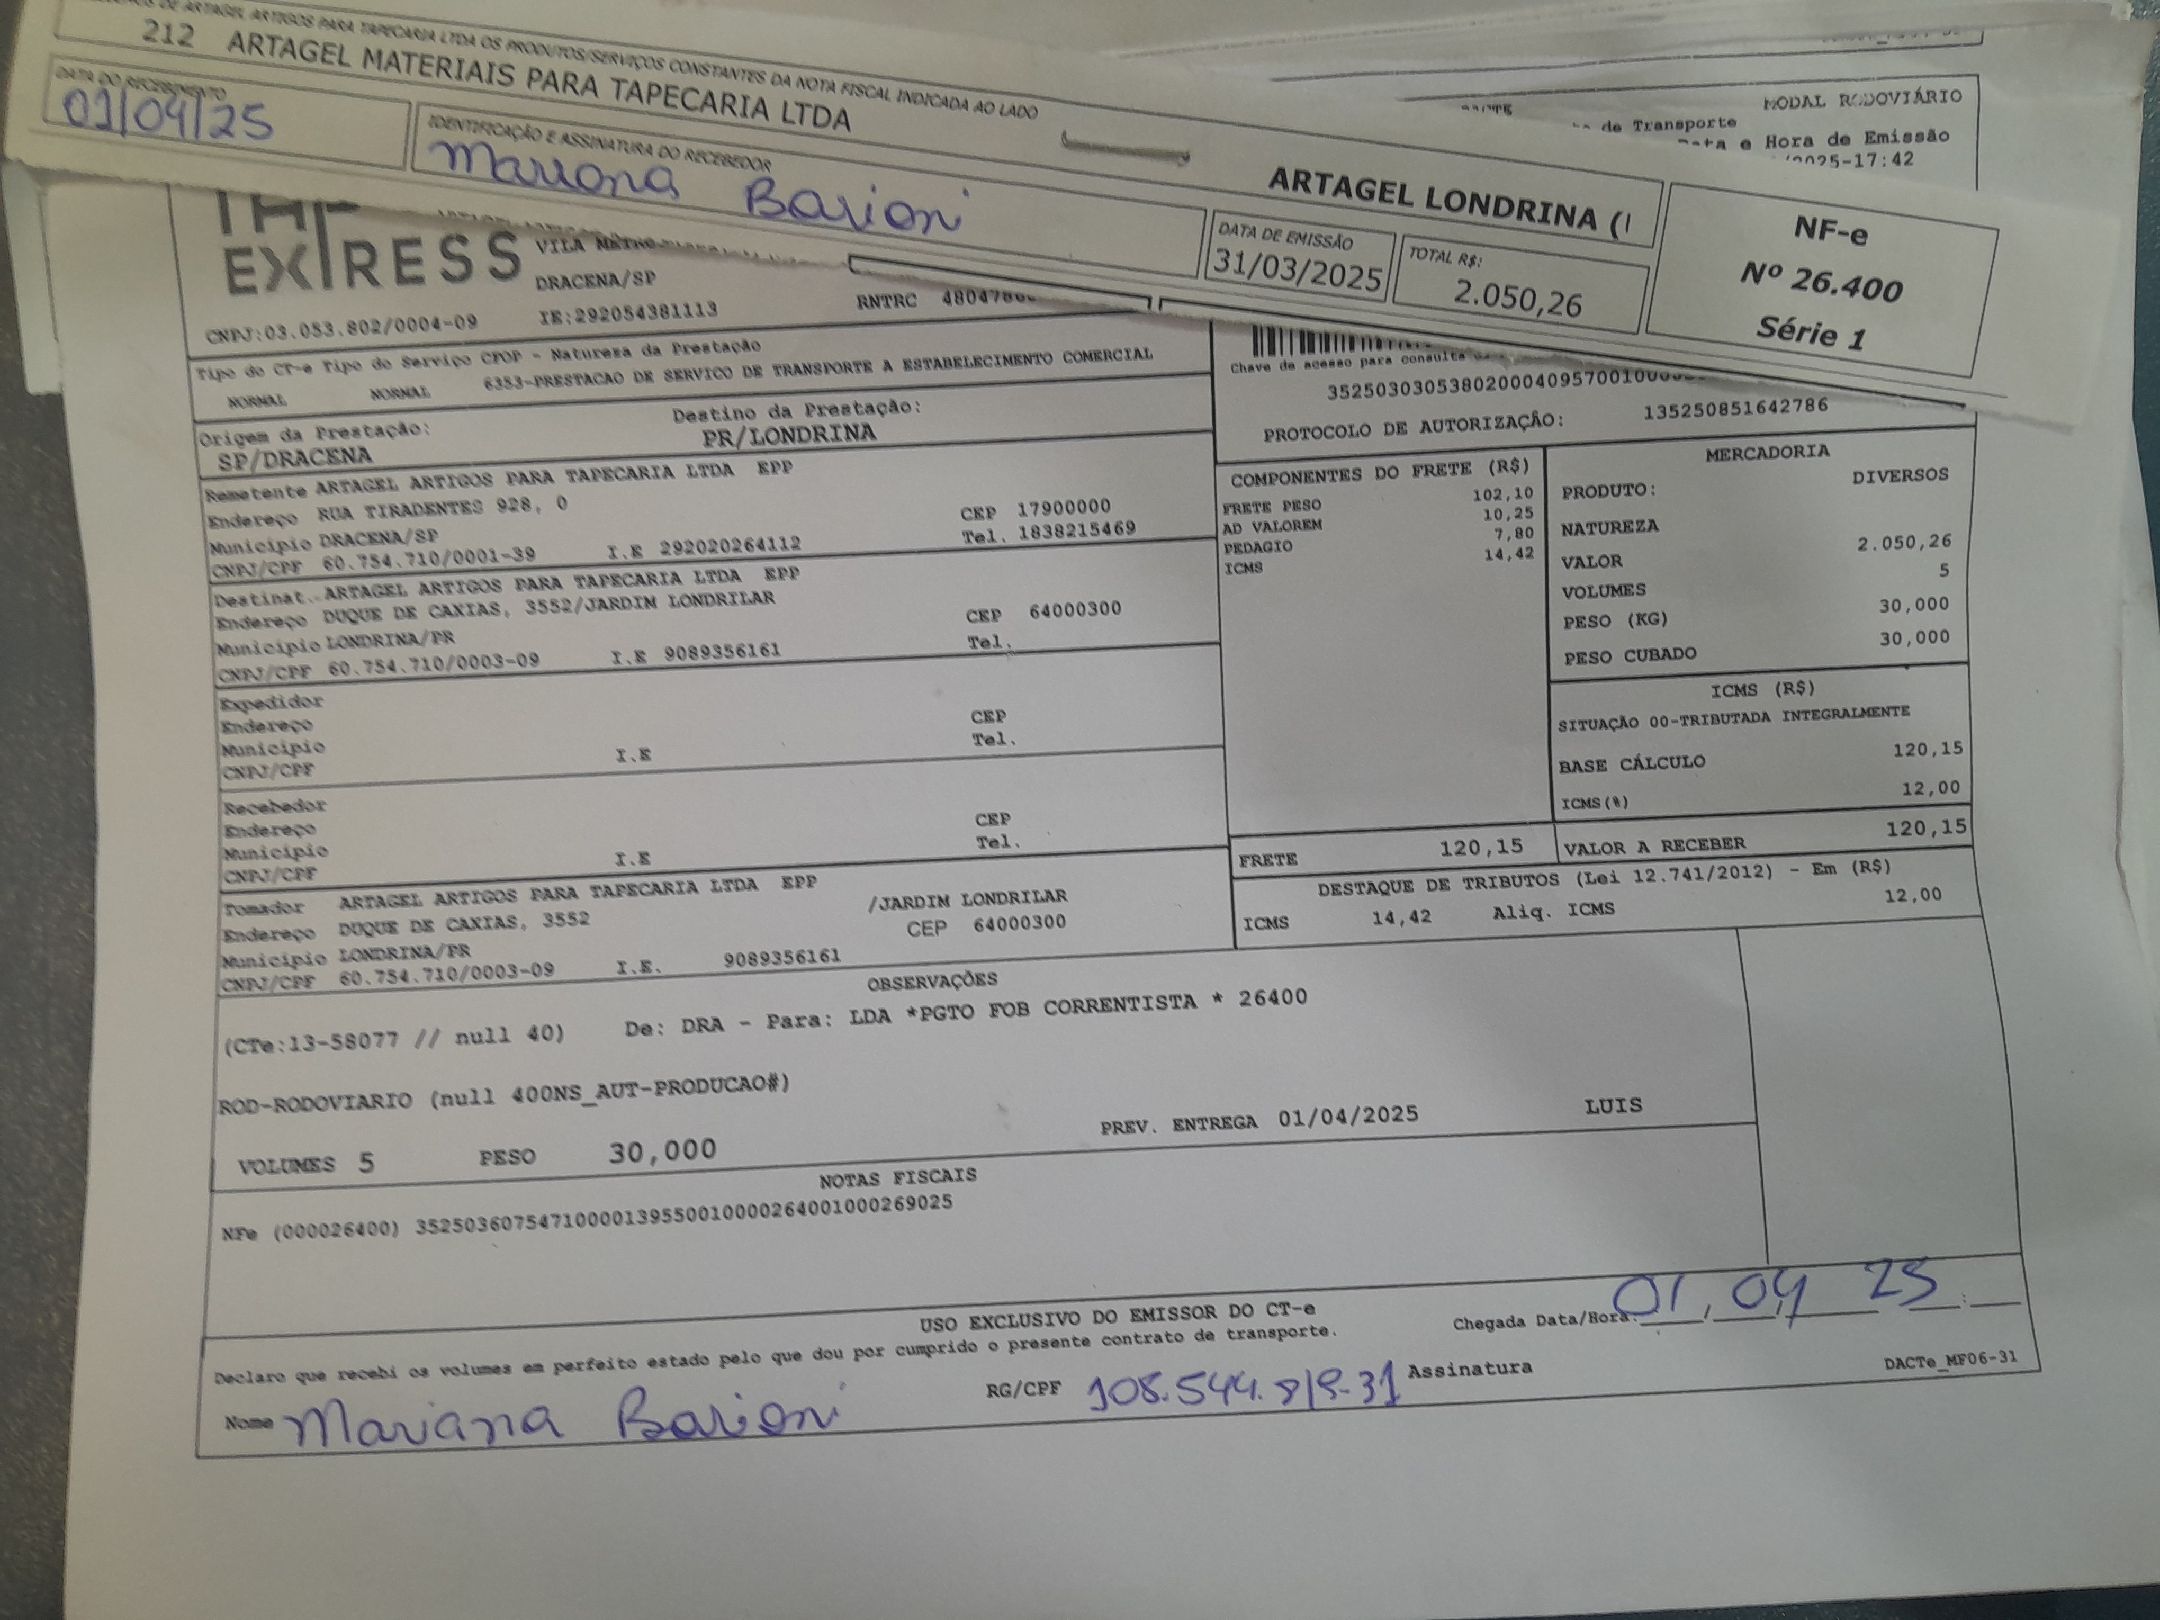 DE ARTAGEL ARTIGOS PARA TAPECARIA LTDA OS PRODUTOS/SERVIÇOS CONSTANTES DA NOTA FISCAL INDICADA AO LADO
212 ARTAGEL MATERIAIS PARA TAPECARIA LTDA
DATA DO RECEBIMENTO
01/04/25
IDENTIFICAÇÃO E ASSINATURA DO RECEBEDOR
Mariana Barioni
ARTAGEL LONDRINA (
DATA DE EMISSÃO
31/03/2025
TOTAL R$:
2.050,26
NF-e
Nº 26.400
Série 1
MODAL RODOVIÁRIO
de Transporte
e Hora de Emissão
/2025-17:42
EXPRESS
DRACENA/SP
CNPJ:03.053.802/0004-09 IE:292054381113 RNTRC
Tipo do CT-e Tipo do Serviço CFOP - Natureza da Prestação
NORMAL NORMAL 6353-PRESTACAO DE SERVICO DE TRANSPORTE A ESTABELECIMENTO COMERCIAL
Chave de acesso para consulta
PROTOCOLO DE AUTORIZAÇÃO: 135250851642786
Origem da Prestação: Destino da Prestação:
SP/DRACENA PR/LONDRINA
Remetente ARTAGEL ARTIGOS PARA TAPECARIA LTDA EPP
Endereço RUA TIRADENTES 928, 0 CEP 17900000
Município DRACENA/SP Tel. 1838215469
CNPJ/CPF 60.754.710/0001-39 I.E 292020264112
Destinat. ARTAGEL ARTIGOS PARA TAPECARIA LTDA EPP
Endereço DUQUE DE CAXIAS, 3552/JARDIM LONDRILAR CEP 64000300
Município LONDRINA/PR Tel.
CNPJ/CPF 60.754.710/0003-09 I.E 9089356161
Expedidor
Endereço CEP
Município Tel.
CNPJ/CPF I.E
Recebedor
Endereço CEP
Município Tel.
CNPJ/CPF I.E
Tomador ARTAGEL ARTIGOS PARA TAPECARIA LTDA EPP
Endereço DUQUE DE CAXIAS, 3552 /JARDIM LONDRILAR
Município LONDRINA/PR CEP 64000300
CNPJ/CPF 60.754.710/0003-09 I.E. 9089356161
COMPONENTES DO FRETE (R$)
FRETE PESO 102,10
AD VALOREM 10,25
PEDAGIO 7,80
ICMS 14,42
MERCADORIA
PRODUTO: DIVERSOS
NATUREZA
VALOR 2.050,26
VOLUMES 5
PESO (KG) 30,000
PESO CUBADO 30,000
ICMS (R$)
SITUAÇÃO 00-TRIBUTADA INTEGRALMENTE
BASE CÁLCULO 120,15
ICMS(%) 12,00
FRETE 120,15 VALOR A RECEBER 120,15
DESTAQUE DE TRIBUTOS (Lei 12.741/2012) - Em (R$)
ICMS 14,42 Aliq. ICMS 12,00
OBSERVAÇÕES
(CTe:13-58077 // null 40) De: DRA - Para: LDA *PGTO FOB CORRENTISTA * 26400
ROD-RODOVIARIO (null 400NS_AUT-PRODUCAO#)
VOLUMES 5 PESO 30,000 PREV. ENTREGA 01/04/2025 LUIS
NOTAS FISCAIS
NFe (000026400) 35250360754710000139550010000264001000269025
USO EXCLUSIVO DO EMISSOR DO CT-e
Declaro que recebi os volumes em perfeito estado pelo que dou por cumprido o presente contrato de transporte.
Chegada Data/Hora: 01/04/25
Nome Mariana Barioni RG/CPF 108.544.819-31 Assinatura
DACTe_MF06-31